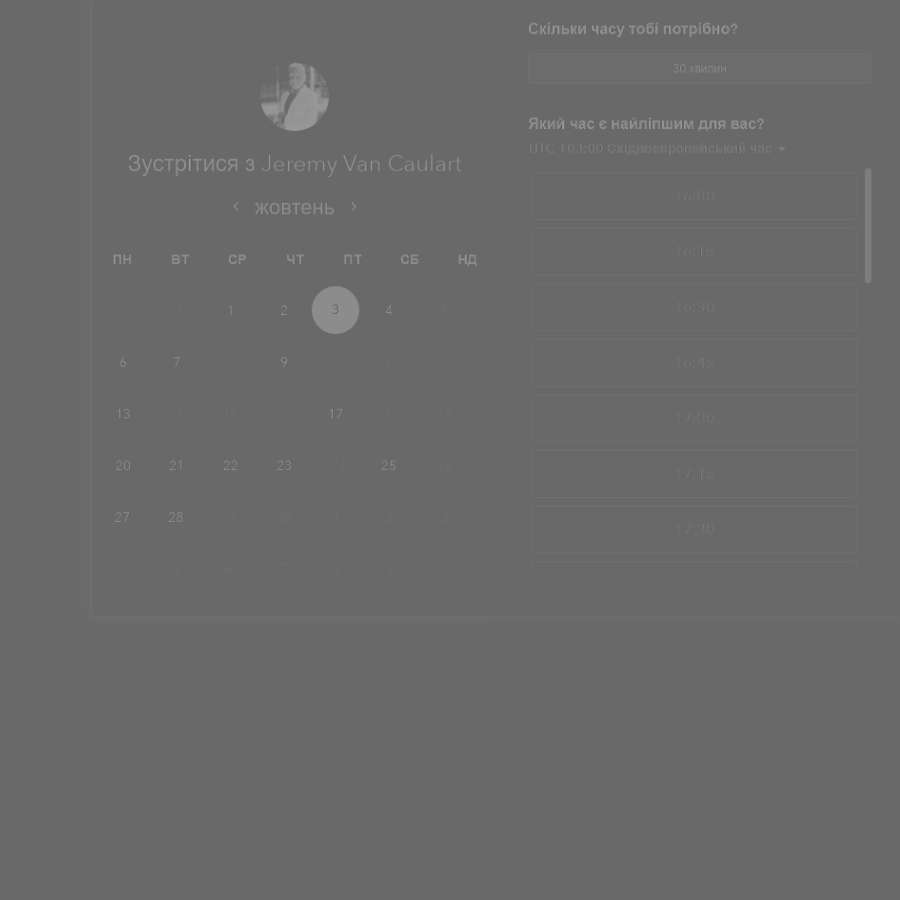 Зустрітися з Jeremy Van Caulart
жовтень
ПН ВТ СР ЧТ ПТ СБ НД
30 31 1 2 3 4 5
6 7 8 9 10 11 12
13 14 15 16 17 18 19
20 21 22 23 24 25 26
27 28 29 30 1 2 3
4 5 6 7 8 9 10
Скільки часу тобі потрібно?
30 хвилин
Який час є найліпшим для вас?
UTC +03:00 Східноєвропейський час
16:00
16:15
16:30
16:45
17:00
17:15
17:30